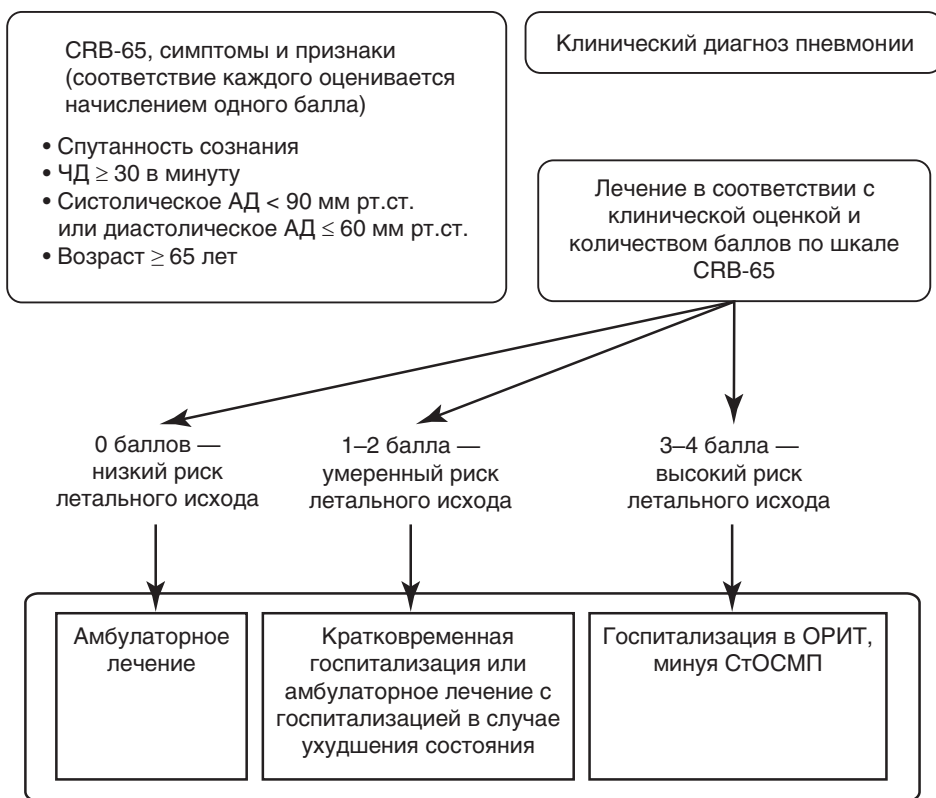 CRB-65, симптомы и признаки
(соответствие каждого оценивается
начислением одного балла)
• Спутанность сознания
• ЧД ≥ 30 в минуту
• Систолическое АД < 90 мм рт.ст.
или диастолическое АД ≤ 60 мм рт.ст.
• Возраст ≥ 65 лет
Клинический диагноз пневмонии
Лечение в соответствии с
клинической оценкой и
количеством баллов по шкале
CRB-65
0 баллов —
низкий риск
летального исхода
1–2 балла —
умеренный риск
летального исхода
3–4 балла —
высокий риск
летального исхода
Амбулаторное
лечение
Кратковременная
госпитализация или
амбулаторное лечение с
госпитализацией в случае
ухудшения состояния
Госпитализация в ОРИТ,
минуя СтОСМП